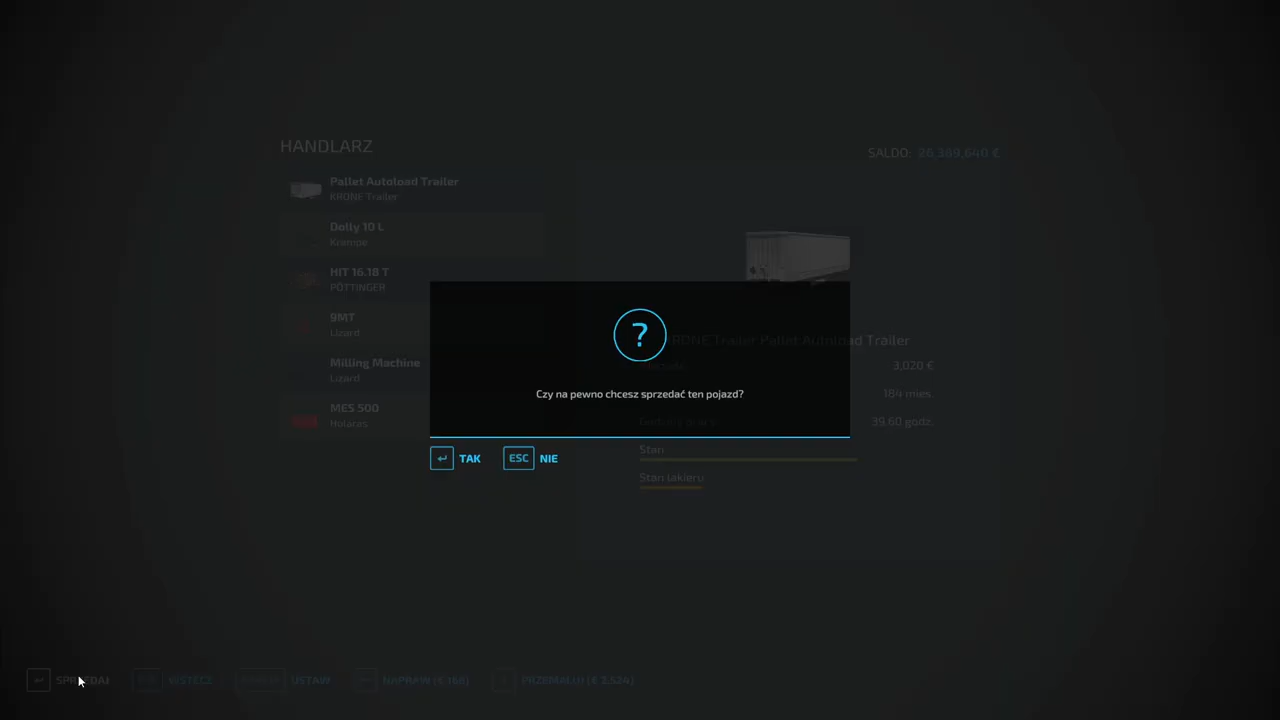 HANDLARZ
SALDO: 26,389,640 €
Pallet Autoload Trailer
KRONE Trailer
Dolly 10 L
Krampe
HIT 16.18 T
PÖTTINGER
9MT
Lizard
Milling Machine
Lizard
MES 500
Holaras
?
Czy na pewno chcesz sprzedać ten pojazd?
KRONE Trailer Pallet Autoload Trailer
3,020 €
184 mies.
39.60 godz.
Stan
Stan lakieru
TAK
ESC NIE
SPRZEDAJ
WSTECZ
USTAW
NAPRAW (€ 168)
PRZEMALUJ (€ 3,524)